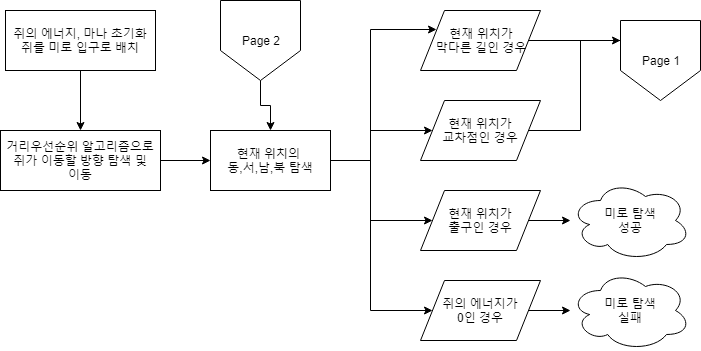 쥐의 에너지, 마나 초기화
쥐를 미로 입구로 배치
거리우선순위 알고리즘으로
쥐가 이동할 방향 탐색 및
이동
Page 2
현재 위치의
동,서,남,북 탐색
현재 위치가
막다른 길인 경우
현재 위치가
교차점인 경우
Page 1
현재 위치가
출구인 경우
미로 탐색
성공
쥐의 에너지가
0인 경우
미로 탐색
실패